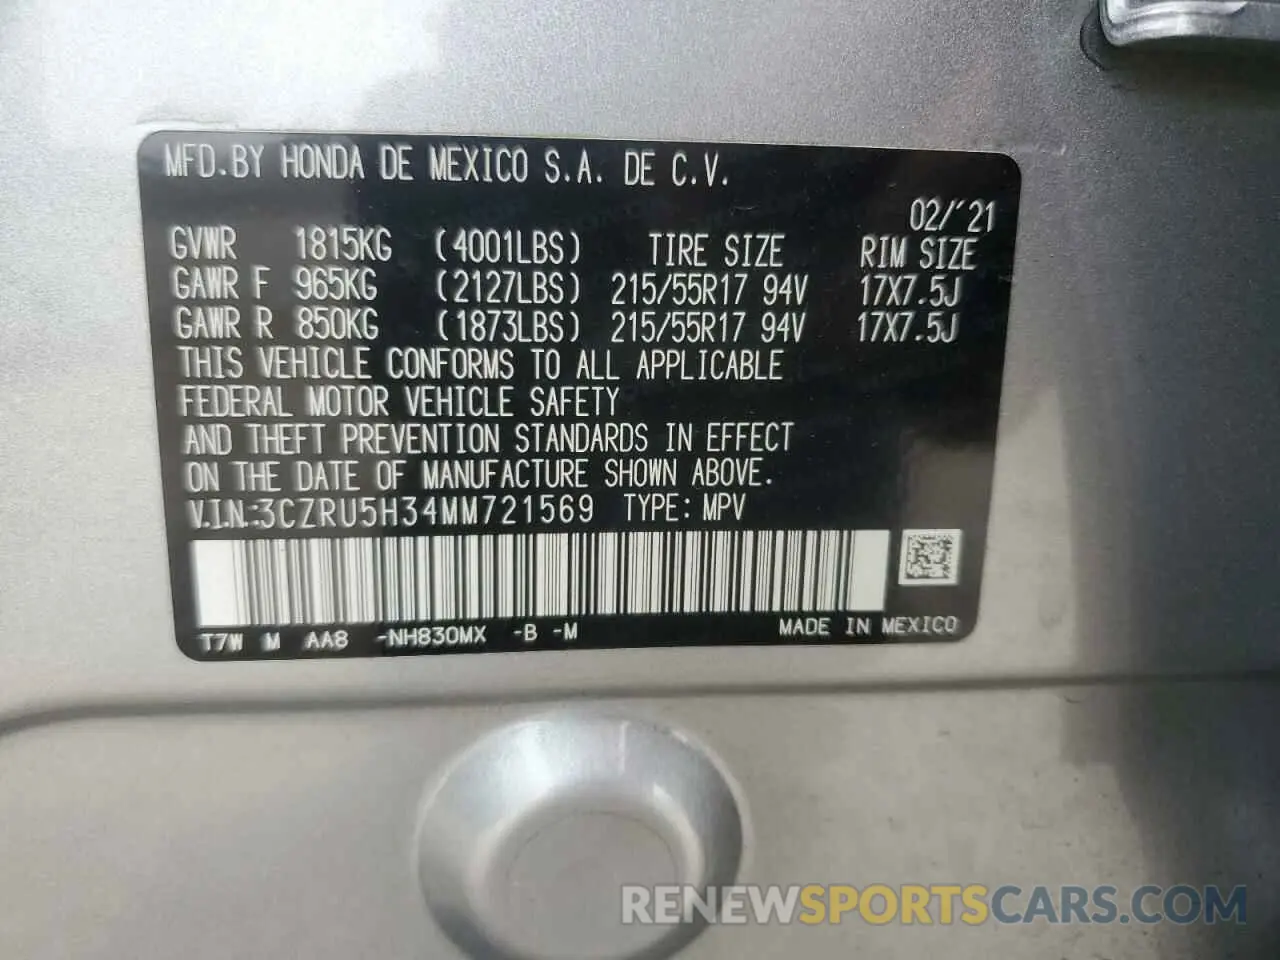 MFD.BY HONDA DE MEXICO S.A. DE C.V.
02/'21
GVWR 1815KG (4001LBS) TIRE SIZE RIM SIZE
GAWR F 965KG (2127LBS) 215/55R17 94V 17X7.5J
GAWR R 850KG (1873LBS) 215/55R17 94V 17X7.5J
THIS VEHICLE CONFORMS TO ALL APPLICABLE
FEDERAL MOTOR VEHICLE SAFETY
AND THEFT PREVENTION STANDARDS IN EFFECT
ON THE DATE OF MANUFACTURE SHOWN ABOVE.
V.I.N.:3CZRU5H34MM721569 TYPE: MPV
T7W M AA8 -NH830MX -B -M MADE IN MEXICO
RENEWSPORTSCARS.COM